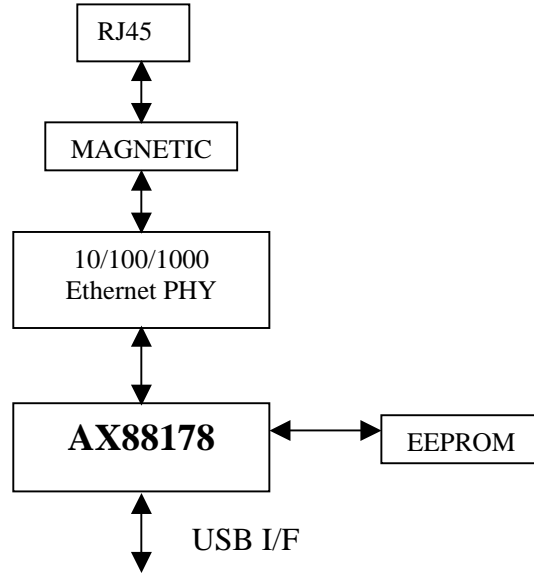 RJ45
MAGNETIC
10/100/1000
Ethernet PHY
AX88178
EEPROM
USB I/F